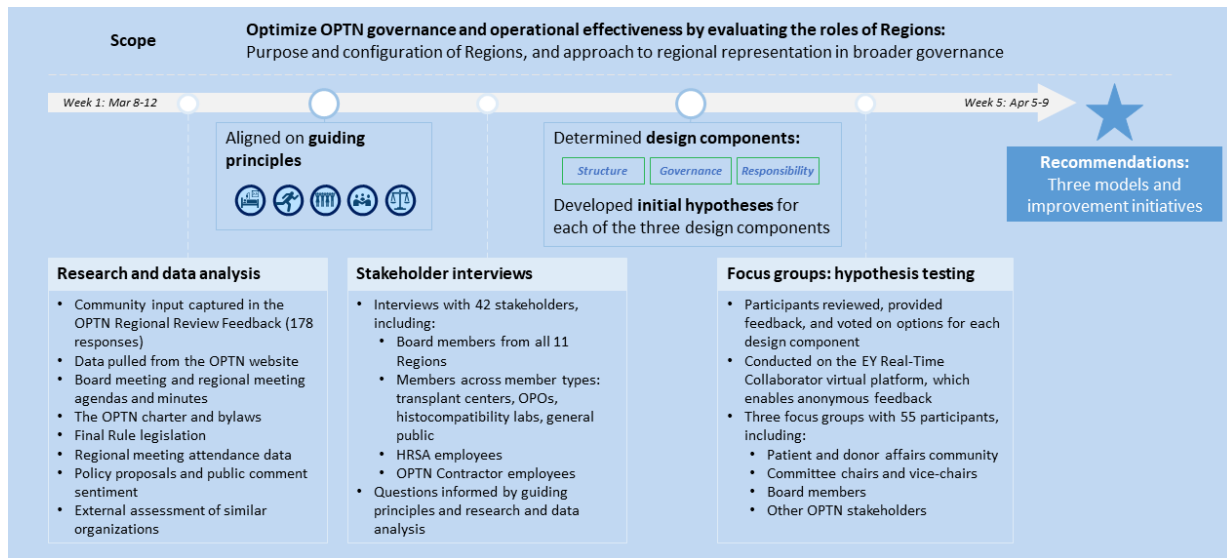 Scope
Optimize OPTN governance and operational effectiveness by evaluating the roles of Regions:
Purpose and configuration of Regions, and approach to regional representation in broader governance
Week 1: Mar 8-12
Week 5: Apr 5-9
Aligned on guiding
principles
Determined design components:
Structure
Governance
Responsibility
Developed initial hypotheses for
each of the three design components
Recommendations:
Three models and
improvement initiatives
Research and data analysis
• Community input captured in the
OPTN Regional Review Feedback (178
responses)
• Data pulled from the OPTN website
• Board meeting and regional meeting
agendas and minutes
• The OPTN charter and bylaws
• Final Rule legislation
• Regional meeting attendance data
• Policy proposals and public comment
sentiment
• External assessment of similar
organizations
Stakeholder interviews
• Interviews with 42 stakeholders,
including:
• Board members from all 11
Regions
• Members across member types:
transplant centers, OPOs,
histocompatibility labs, general
public
• HRSA employees
• OPTN Contractor employees
• Questions informed by guiding
principles and research and data
analysis
Focus groups: hypothesis testing
• Participants reviewed, provided
feedback, and voted on options for each
design component
• Conducted on the EY Real-Time
Collaborator virtual platform, which
enables anonymous feedback
• Three focus groups with 55 participants,
including:
• Patient and donor affairs community
• Committee chairs and vice-chairs
• Board members
• Other OPTN stakeholders